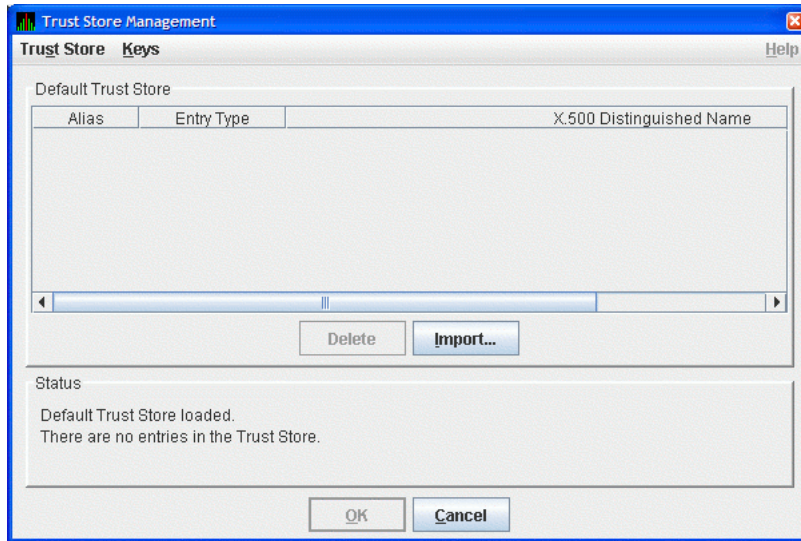 Trust Store Management
Trust Store Keys Help
Default Trust Store
Alias Entry Type X.500 Distinguished Name
Delete Import...
Status
Default Trust Store loaded.
There are no entries in the Trust Store.
OK Cancel